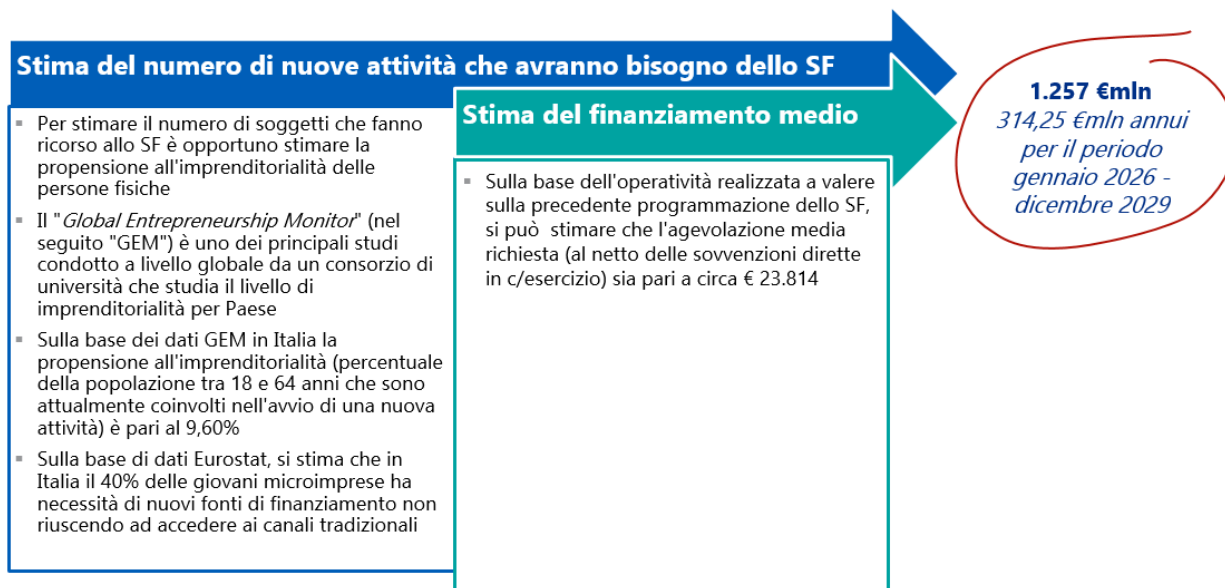 Stima del numero di nuove attività che avranno bisogno dello SF
▪ Per stimare il numero di soggetti che fanno
ricorso allo SF è opportuno stimare la
propensione all'imprenditorialità delle
persone fisiche
▪ Il "Global Entrepreneurship Monitor" (nel
seguito "GEM") è uno dei principali studi
condotto a livello globale da un consorzio di
università che studia il livello di
imprenditorialità per Paese
▪ Sulla base dei dati GEM in Italia la
propensione all'imprenditorialità (percentuale
della popolazione tra 18 e 64 anni che sono
attualmente coinvolti nell'avvio di una nuova
attività) è pari al 9,60%
▪ Sulla base di dati Eurostat, si stima che in
Italia il 40% delle giovani microimprese ha
necessità di nuovi fonti di finanziamento non
riuscendo ad accedere ai canali tradizionali
Stima del finanziamento medio
▪ Sulla base dell'operatività realizzata a valere
sulla precedente programmazione dello SF,
si può stimare che l'agevolazione media
richiesta (al netto delle sovvenzioni dirette
in c/esercizio) sia pari a circa € 23.814
1.257 €mln
314,25 €mln annui
per il periodo
gennaio 2026 -
dicembre 2029